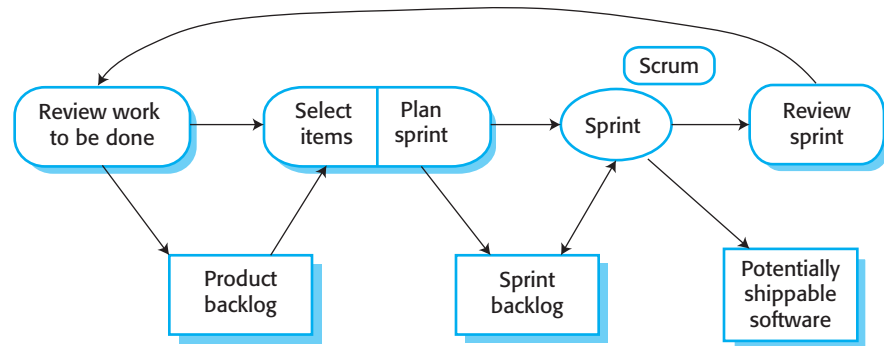 Scrum
Review work
to be done
Select
items
Plan
sprint
Sprint
Review
sprint
Product
backlog
Sprint
backlog
Potentially
shippable
software